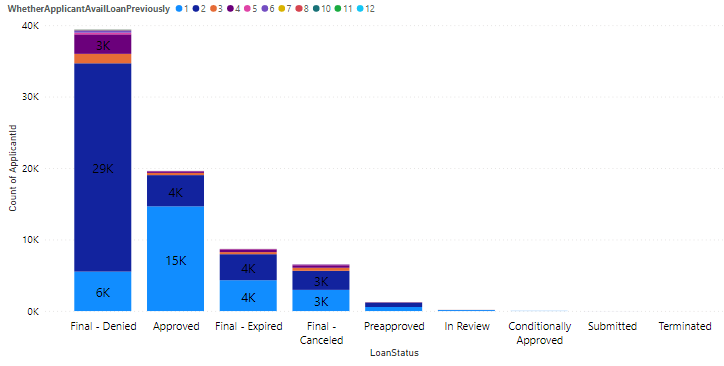 WhetherApplicantAvailLoanPreviously 1 2 3 4 5 6 7 8 10 11 12
40K
30K
20K
10K
0K
Count of ApplicantId
3K
29K
6K
4K
15K
4K
4K
3K
3K
Final - Denied
Approved
Final - Expired
Final - Canceled
Preapproved
In Review
Conditionally Approved
Submitted
Terminated
LoanStatus